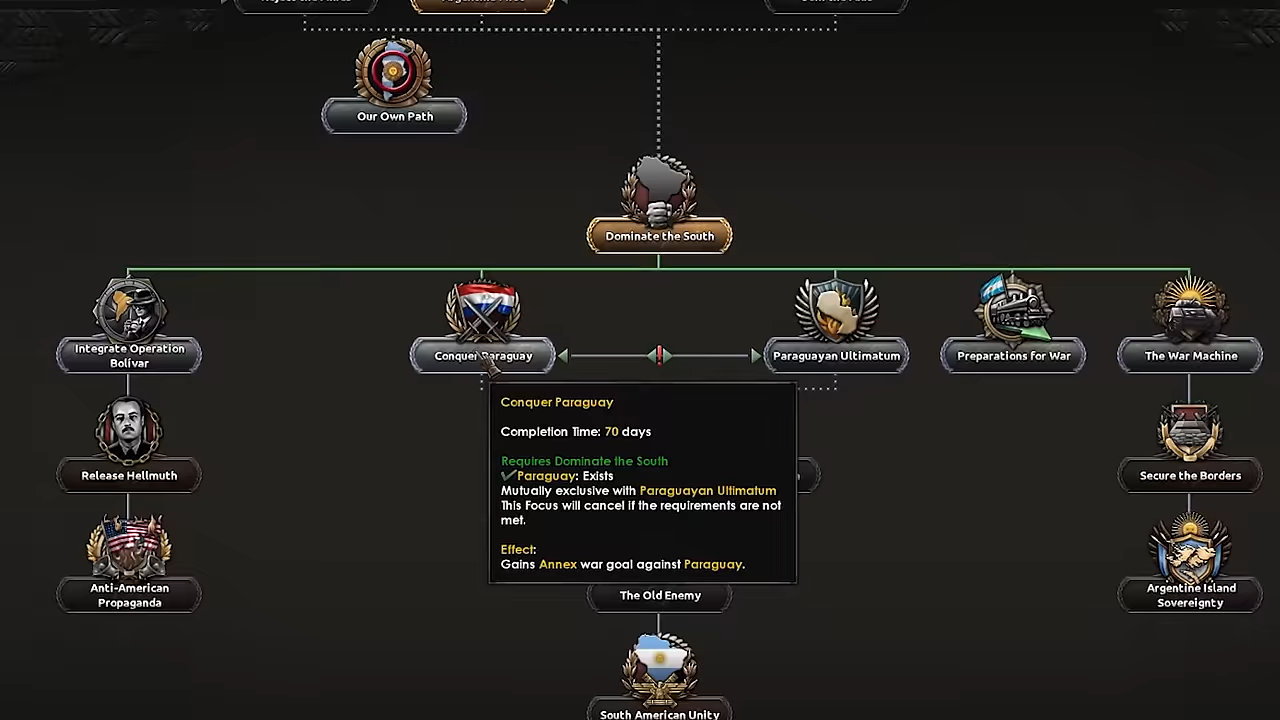 Our Own Path
Dominate the South
Integrate Operation
Bolívar
Conquer Paraguay
Paraguayan Ultimatum
Preparations for War
The War Machine
Conquer Paraguay
Completion Time: 70 days
Requires Dominate the South
Paraguay: Exists
Mutually exclusive with Paraguayan Ultimatum
This Focus will cancel if the requirements are not
met.
Effect:
Gains Annex war goal against Paraguay.
Release Hellmuth
Secure the Borders
Anti-American
Propaganda
The Old Enemy
Argentine Island
Sovereignty
South American Unity